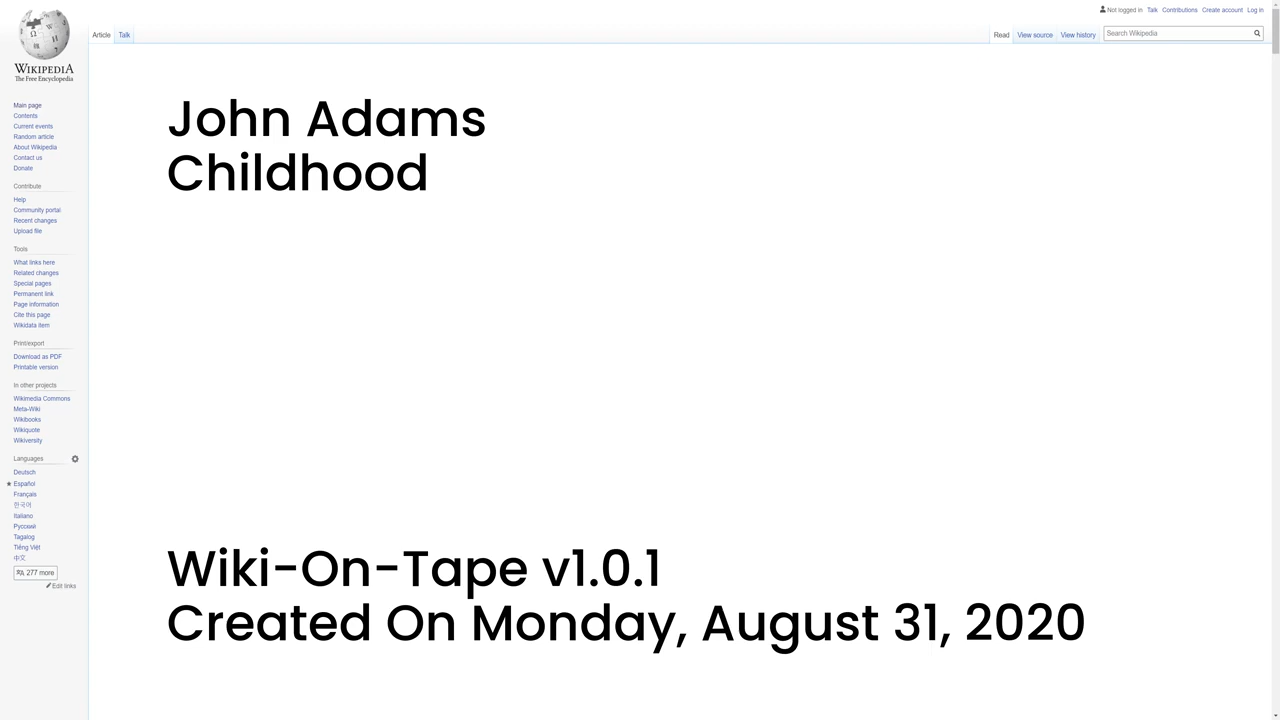 Not logged in Talk Contributions Create account Log in
Article Talk Read View source View history Search Wikipedia
WIKIPEDIA
The Free Encyclopedia
Main page
Contents
Current events
Random article
About Wikipedia
Contact us
Donate
Contribute
Help
Community portal
Recent changes
Upload file
Tools
What links here
Related changes
Special pages
Permanent link
Page information
Cite this page
Wikidata item
Print/export
Download as PDF
Printable version
In other projects
Wikimedia Commons
Meta-Wiki
Wikibooks
Wikiquote
Wikiversity
Languages
Deutsch
Español
Français
한국어
Italiano
Русский
Tagalog
Tiếng Việt
中文
277 more
Edit links
John Adams
Childhood
Wiki-On-Tape v1.0.1
Created On Monday, August 31, 2020